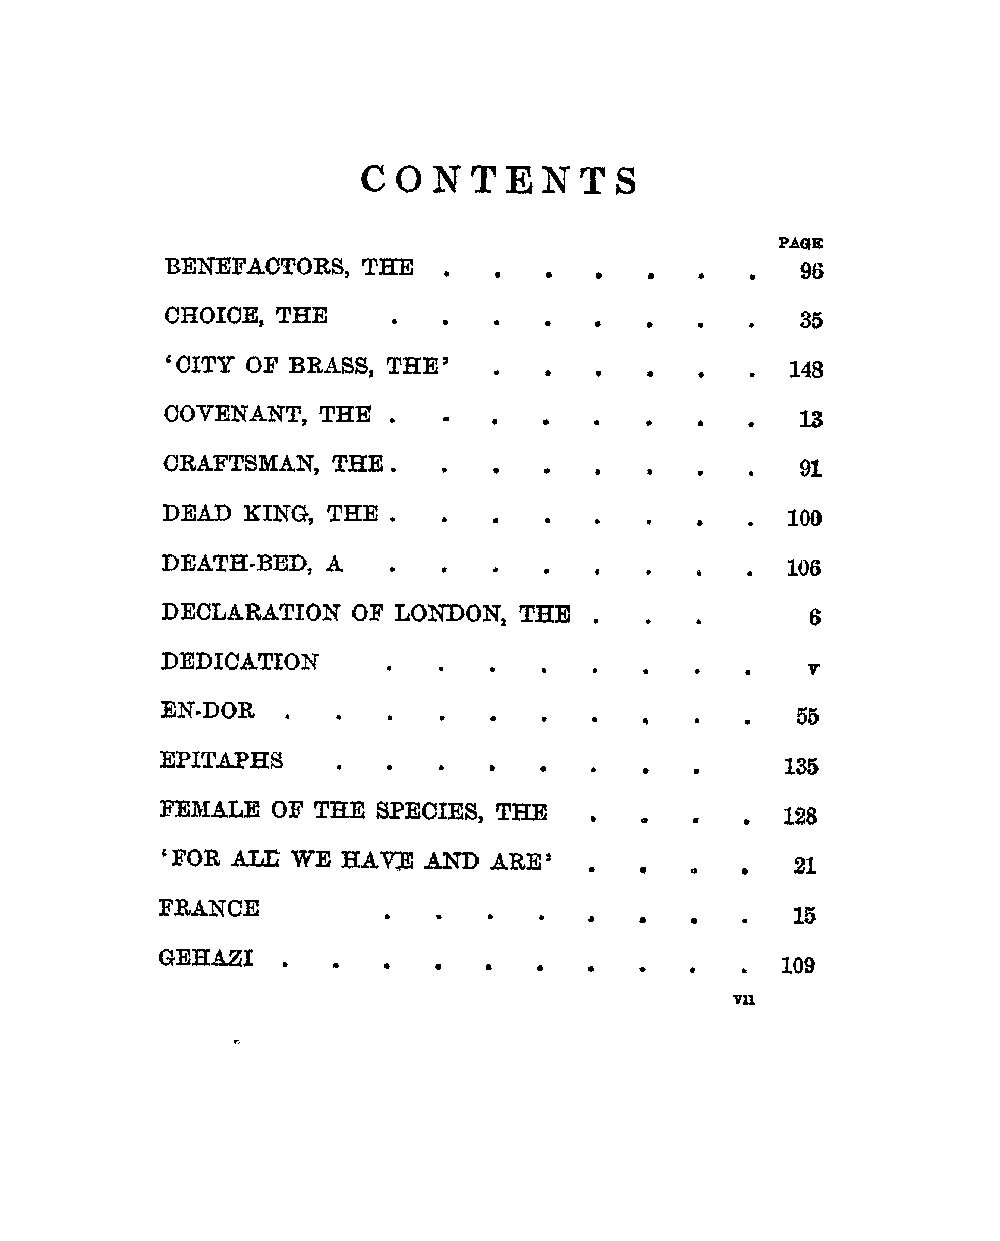 CONTENTS
PAGE
BENEFACTORS, THE . . . . . . . 96
CHOICE, THE . . . . . . . . 35
‘CITY OF BRASS, THE’ . . . . . . 148
COVENANT, THE . . . . . . . . 13
CRAFTSMAN, THE . . . . . . . . 91
DEAD KING, THE . . . . . . . . 100
DEATH-BED, A . . . . . . . . 106
DECLARATION OF LONDON, THE . . . 6
DEDICATION . . . . . . . . v
EN-DOR . . . . . . . . . . 55
EPITAPHS . . . . . . . . 135
FEMALE OF THE SPECIES, THE . . . . 128
‘FOR ALL WE HAVE AND ARE’ . . . . 21
FRANCE . . . . . . . . 15
GEHAZI . . . . . . . . . . 109
vii